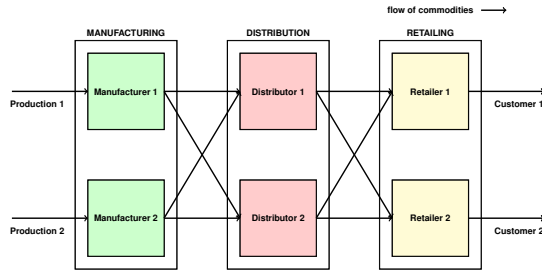 flow of commodities
MANUFACTURING
DISTRIBUTION
RETAILING
Manufacturer 1
Distributor 1
Retailer 1
Production 1
Customer 1
Manufacturer 2
Distributor 2
Retailer 2
Production 2
Customer 2